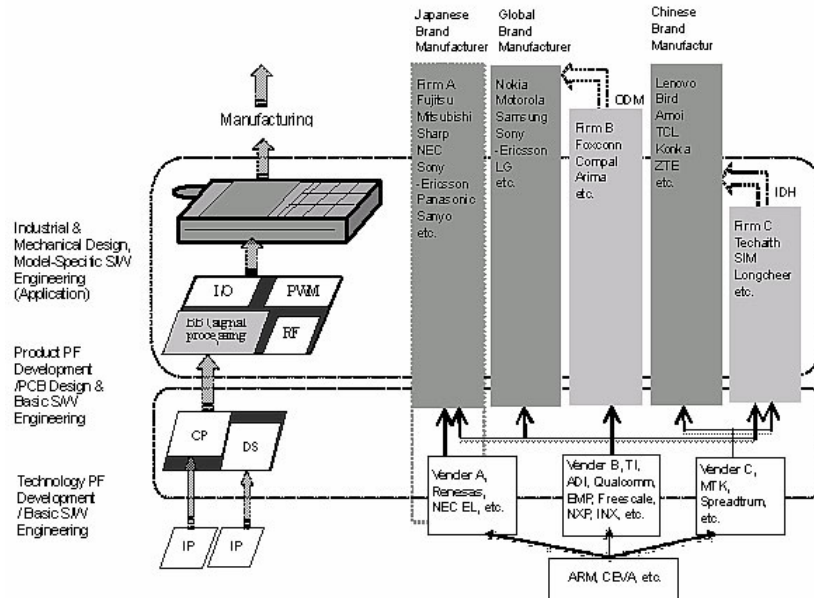 Japanese
Brand
Manufacturer
Global
Brand
Manufacturer
Chinese
Brand
Manufactur
Manufacturing
Firm A
Fujitsu
Mitsubishi
Sharp
NEC
Sony
-Ericsson
Panasonic
Sanyo
etc.
Nokia
Motorola
Samsung
Sony
-Ericsson
LG
etc.
ODM
Firm B
Foxconn
Compal
Arima
etc.
Lenovo
Bird
Amoi
TCL
Konka
ZTE
etc.
IDH
Firm C
Techaith
SIM
Longcheer
etc.
Industrial &
Mechanical Design,
Model-Specific S/W
Engineering
(Application)
I/O
PWM
BB (signal
processing
RF
Product PF
Development
/PCB Design &
Basic S/W
Engineering
CP
DS
Technology PF
Development
/ Basic S/W
Engineering
IP
IP
Vender A,
Renesas,
NEC EL, etc.
Vender B, TI,
ADI, Qualcomm,
EMP, Freescale,
NXP, INX, etc.
Vender C,
MTK,
Spreadtrum,
etc.
ARM, CEVA, etc.